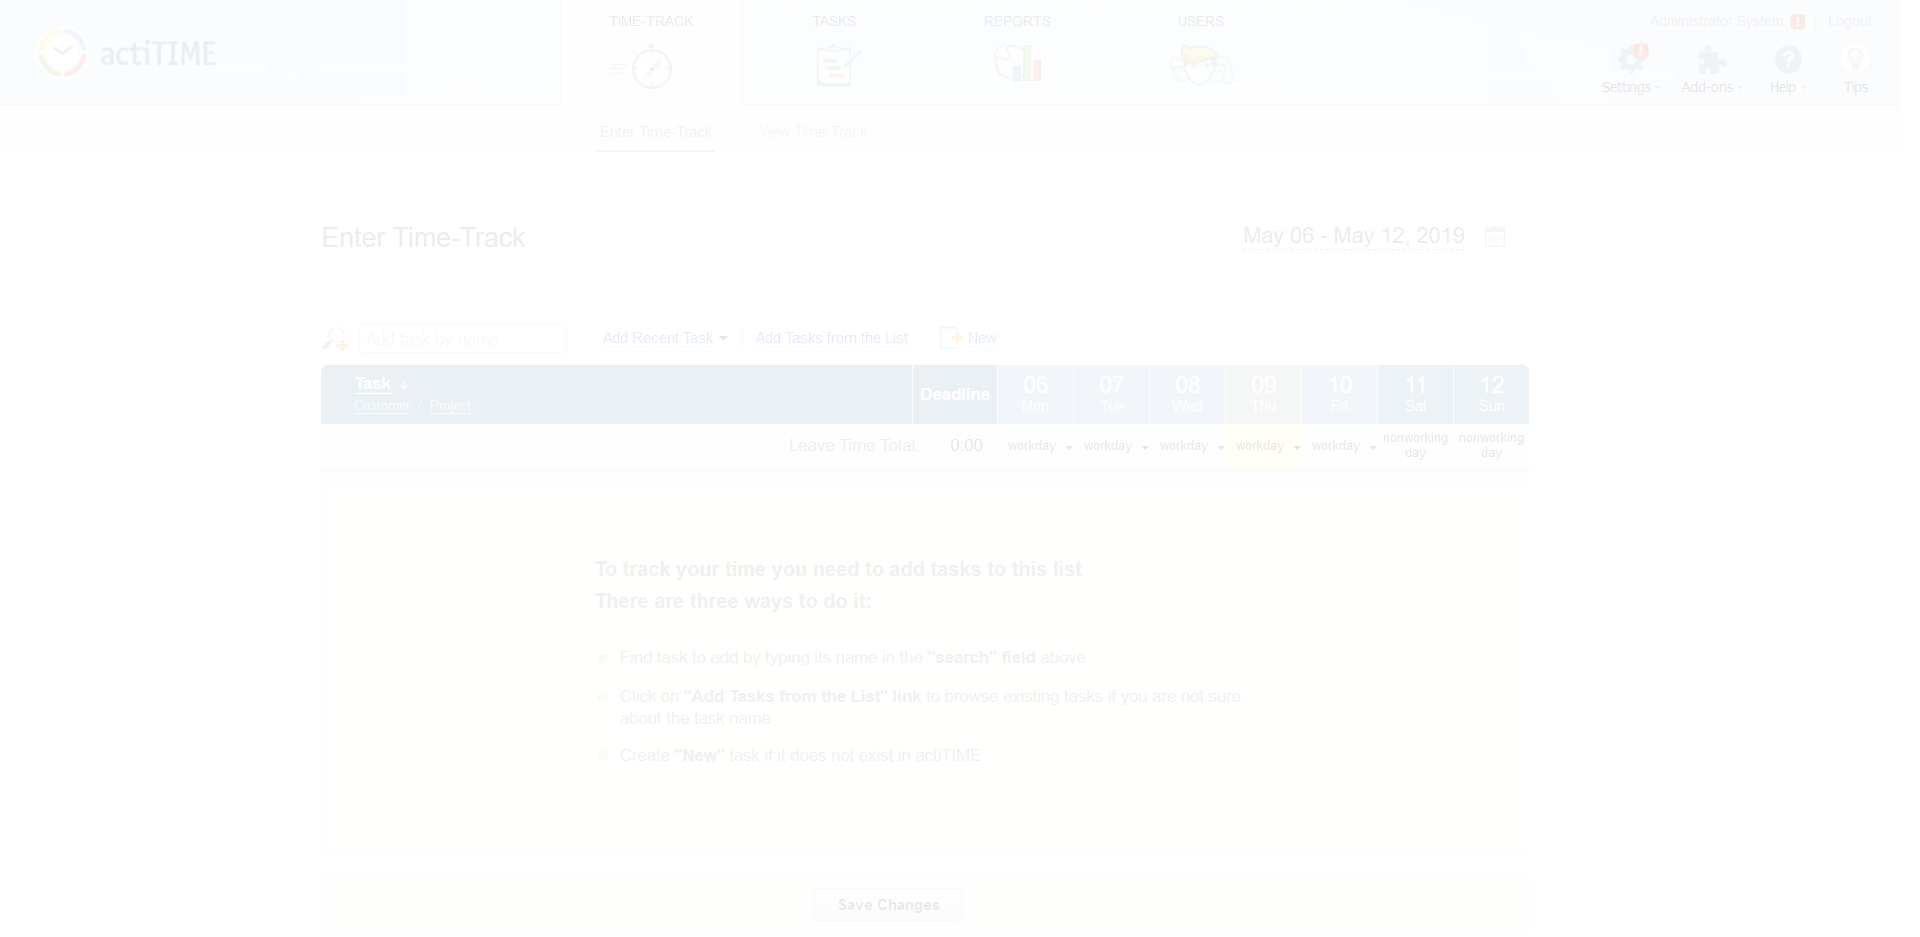 TIME-TRACK
TASKS
REPORTS
USERS
Administrator System
Logout
actiTIME
Settings
Add-ons
Help
Tips
Enter Time-Track
View Time-Track
Enter Time-Track
May 06 - May 12, 2019
Add task by name
Add Recent Task
Add Tasks from the List
New
Task
Customer / Project
Deadline
06 Mon
07 Tue
08 Wed
09 Thu
10 Fri
11 Sat
12 Sun
Leave Time Total:
0:00
workday
workday
workday
workday
workday
nonworking day
nonworking day
To track your time you need to add tasks to this list
There are three ways to do it:
Find task to add by typing its name in the "search" field above
Click on "Add Tasks from the List" link to browse existing tasks if you are not sure
about the task name
Create "New" task if it does not exist in actiTIME
Save Changes